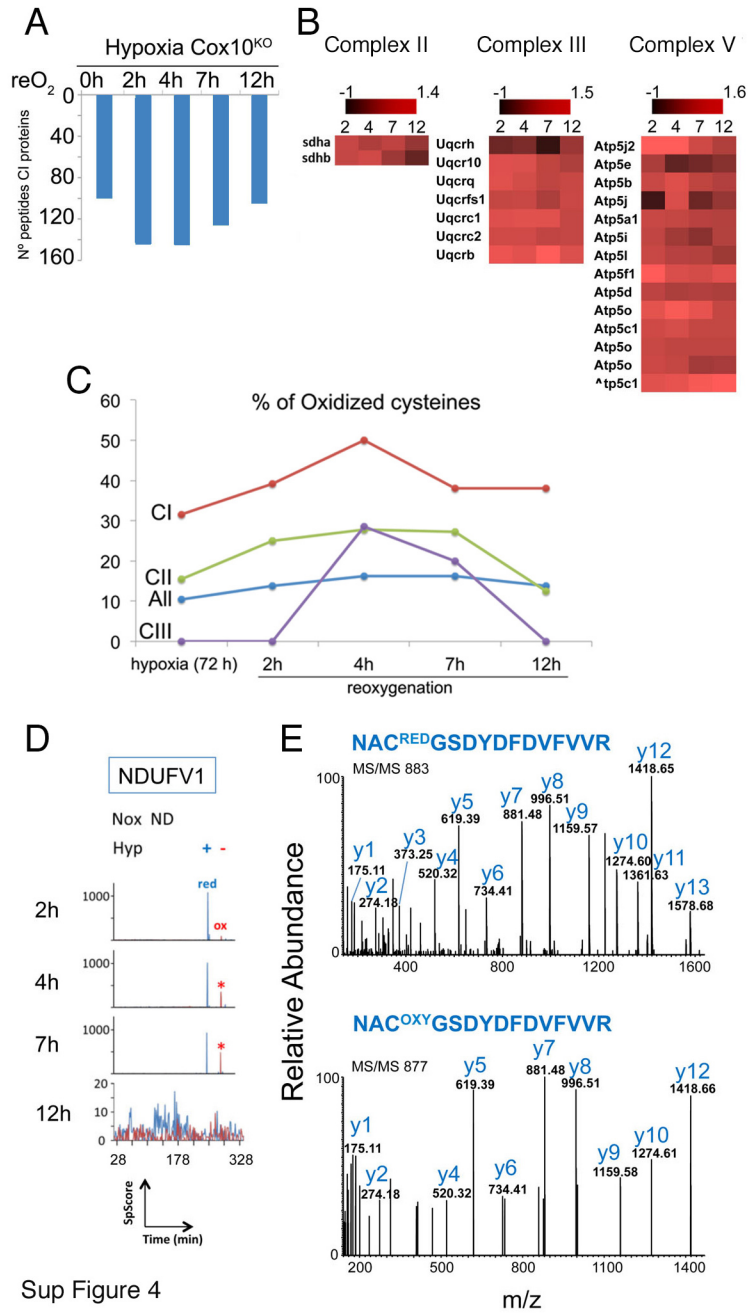 A
Hypoxia Cox10KO
reO2 0h 2h 4h 7h 12h
0
40
80
120
160
Nº peptides CI proteins
B
Complex II Complex III Complex V
-1 1.4 -1 1.5 -1 1.6
2 4 7 12 2 4 7 12 2 4 7 12
sdha
sdhb
Uqcrh
Uqcr10
Uqcrq
Uqcrfs1
Uqcrc1
Uqcrc2
Uqcrb
Atp5j2
Atp5e
Atp5b
Atp5j
Atp5a1
Atp5i
Atp5l
Atp5f1
Atp5d
Atp5o
Atp5c1
Atp5o
Atp5o
^tp5c1
C
% of Oxidized cysteines
60
50
40
30
20
10
0
CI
CII
All
CIII
hypoxia (72 h) 2h 4h 7h 12h
reoxygenation
D
NDUFV1
Nox ND
Hyp + -
red
ox
2h 1000 0
4h 1000 * 0
7h 1000 * 0
12h 20 10 0
28 178 328
SpScore
Time (min)
E
NACREDGSDYDFDVFVVR
MS/MS 883
100
0
y1 175.11
y2 274.18
y3 373.25
y4 520.32
y5 619.39
y6 734.41
y7 881.48
y8 996.51
y9 1159.57
y10 1274.60
y11 1361.63
y12 1418.65
y13 1578.68
400 800 1200 1600
Relative Abundance
NACOXYGSDYDFDVFVVR
MS/MS 877
100
0
y1 175.11
y2 274.18
y4 520.32
y5 619.39
y6 734.41
y7 881.48
y8 996.51
y9 1159.58
y10 1274.61
y12 1418.66
200 500 800 1100 1400
m/z
Sup Figure 4